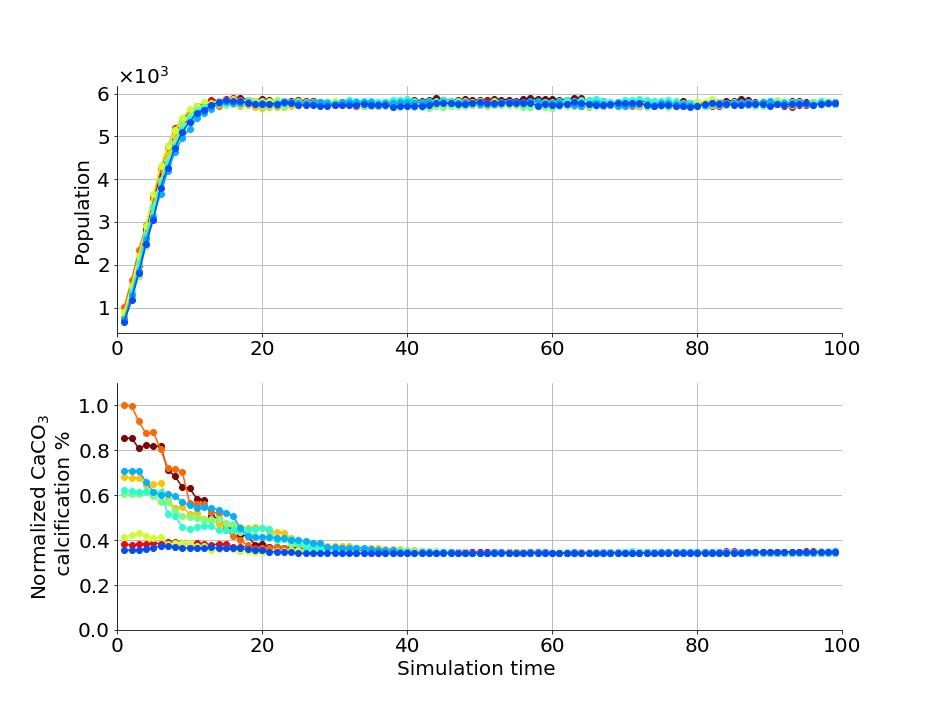 ×10³
6
5
4
3
2
1
Population
0 20 40 60 80 100
1.0
0.8
0.6
0.4
0.2
0.0
Normalized CaCO₃
calcification %
0 20 40 60 80 100
Simulation time